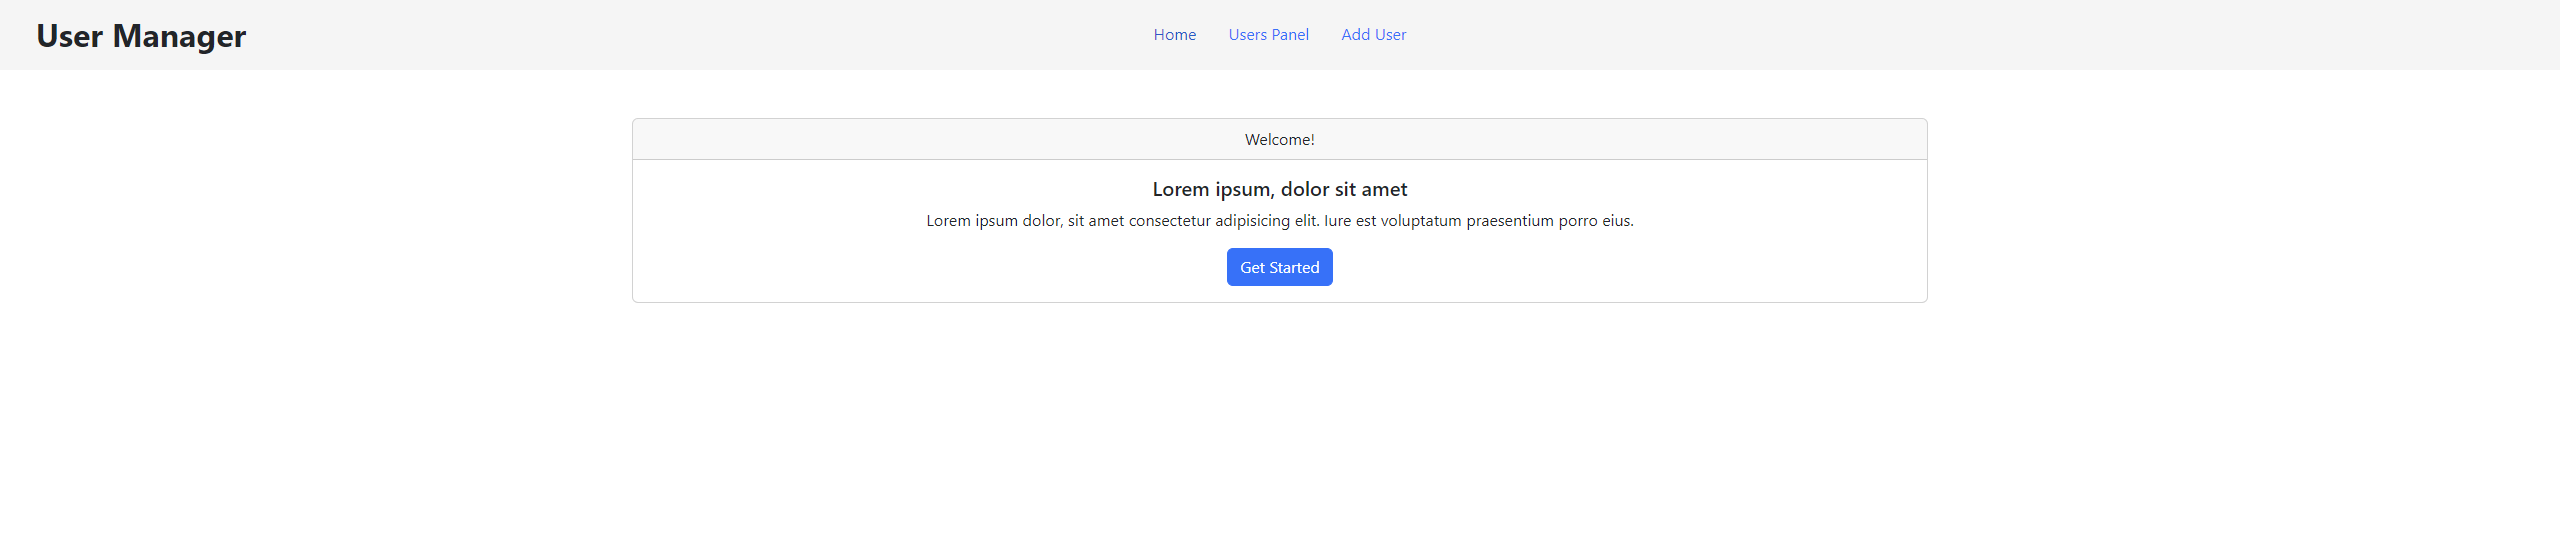 User Manager
Home Users Panel Add User
Welcome!
Lorem ipsum, dolor sit amet
Lorem ipsum dolor, sit amet consectetur adipisicing elit. Iure est voluptatum praesentium porro eius.
Get Started